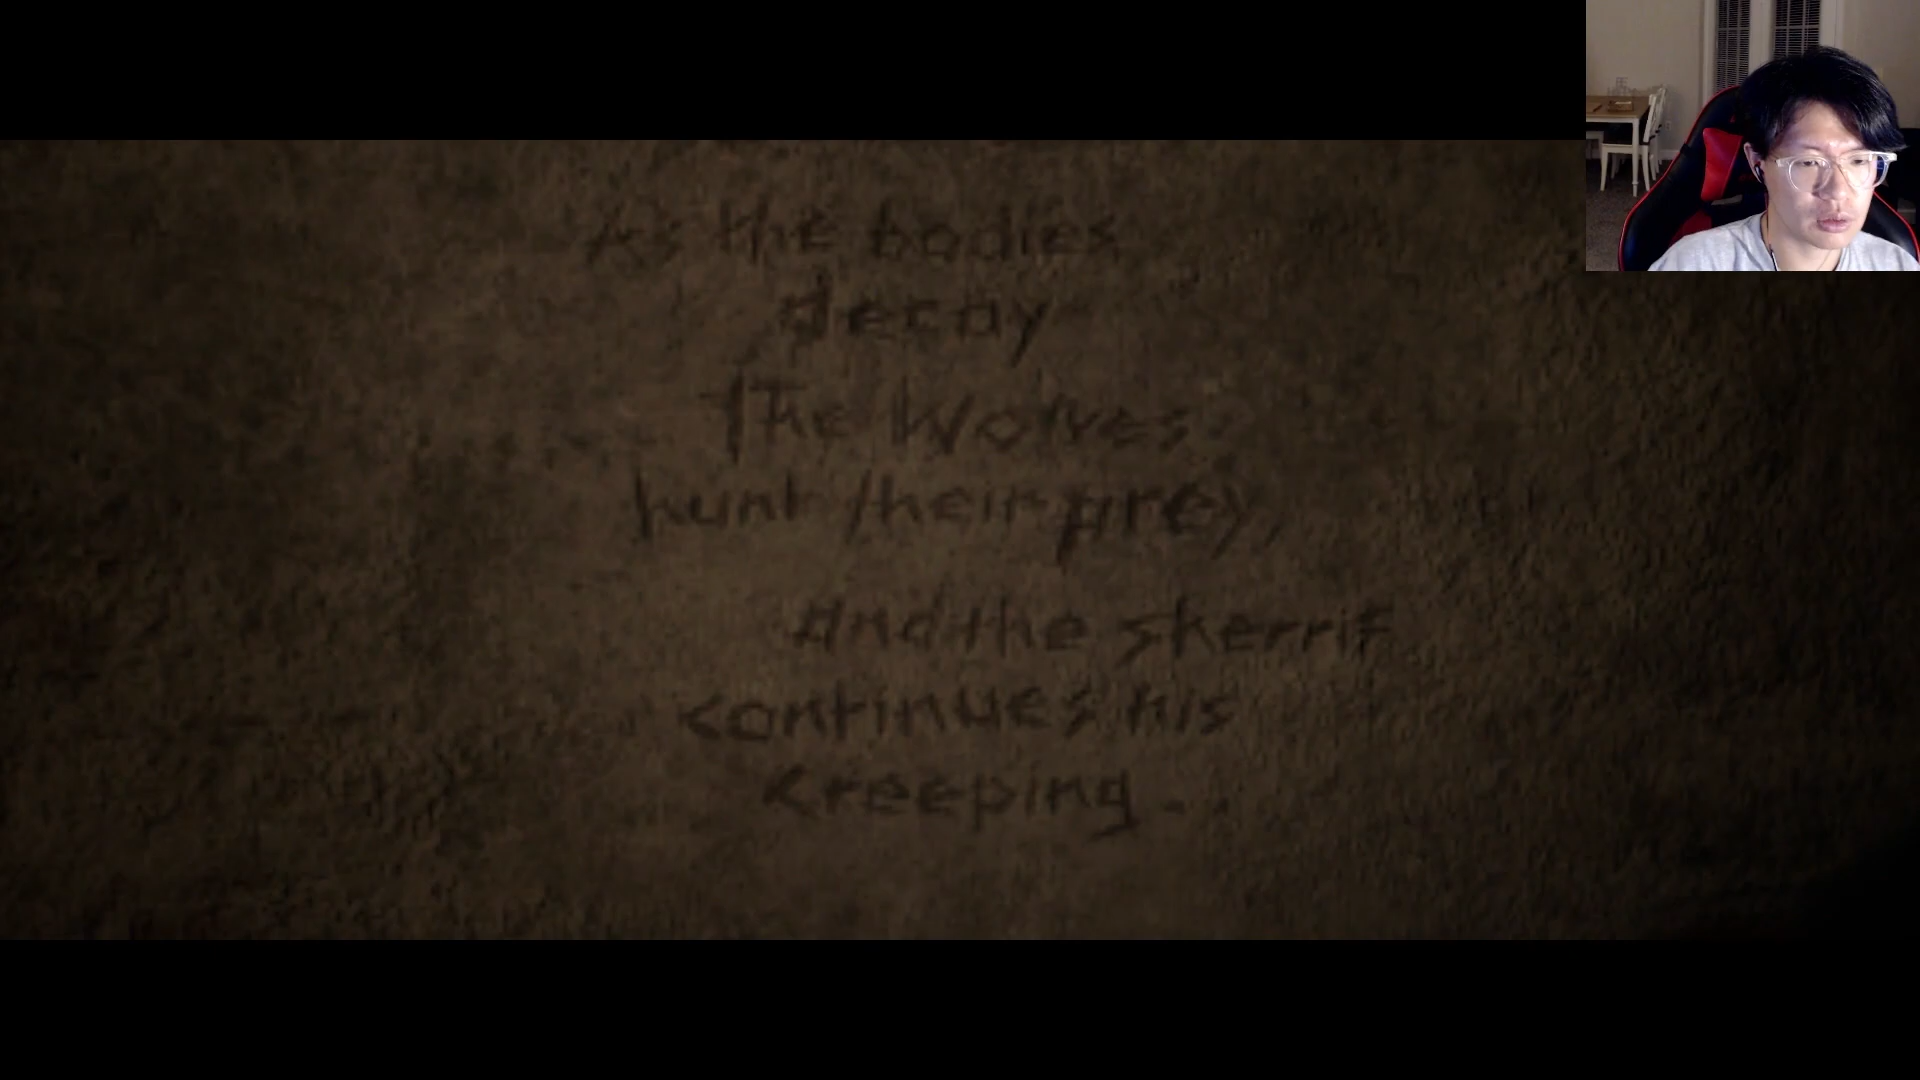 As the bodies
decay
The Wolves
hunt their prey,
And the sherrif
continues his
creeping...